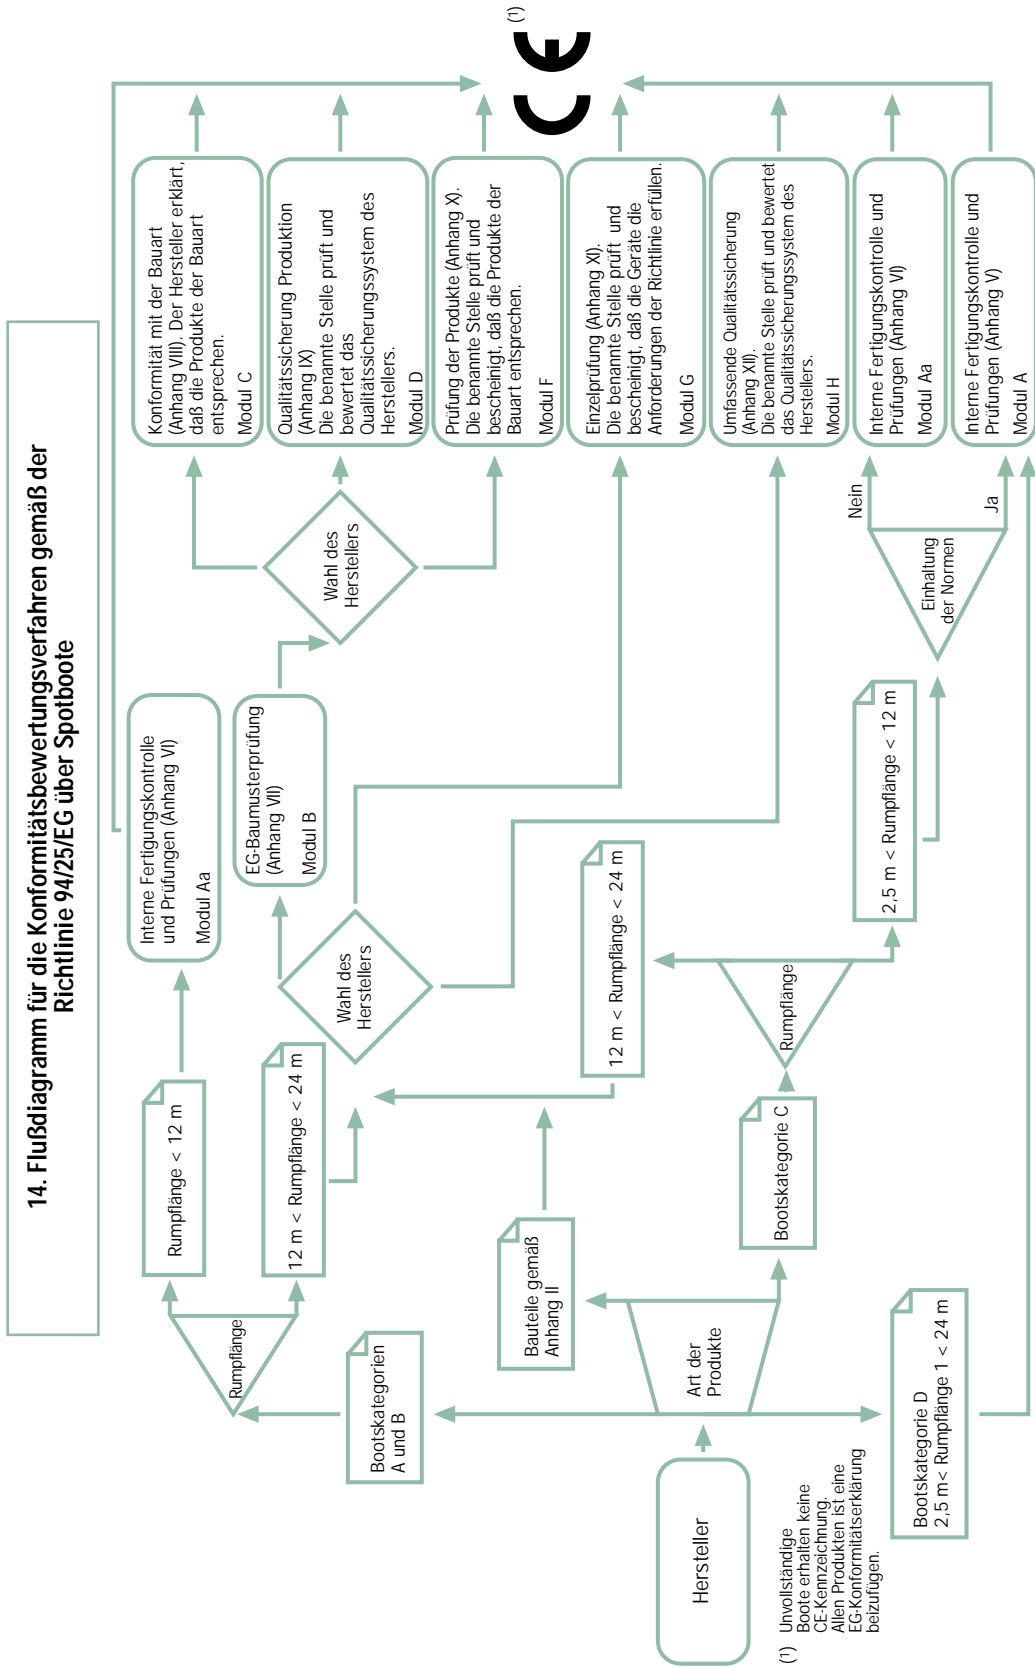 14. Flußdiagramm für die Konformitätsbewertungsverfahren gemäß der
Richtlinie 94/25/EG über Spotboote
Hersteller
(1) Unvollständige
Boote erhalten keine
CE-Kennzeichnung.
Allen Produkten ist eine
EG-Konformitätserklärung
beizufügen.
Art der
Produkte
Bootskategorien
A und B
Bauteile gemäß
Anhang II
Bootskategorie C
Bootskategorie D
2,5 m< Rumpflänge 1 < 24 m
Rumpflänge
Rumpflänge < 12 m
12 m < Rumpflänge < 24 m
Rumpflänge
12 m < Rumpflänge < 24 m
2,5 m < Rumpflänge < 12 m
Wahl des
Herstellers
Interne Fertigungskontrolle
und Prüfungen (Anhang VI)
Modul Aa
EG-Baumusterprüfung
(Anhang VII)
Modul B
Wahl des
Herstellers
Einhaltung
der Normen
Nein
Ja
Konformität mit der Bauart
(Anhang VIII). Der Hersteller erklärt,
daß die Produkte der Bauart
entsprechen.
Modul C
Qualitätssicherung Produktion
(Anhang IX)
Die benannte Stelle prüft und
bewertet das
Qualitätssicherungssystem des
Herstellers.
Modul D
Prüfung der Produkte (Anhang X).
Die benannte Stelle prüft und
bescheinigt, daß die Produkte der
Bauart entsprechen.
Modul F
Einzelprüfung (Anhang XI).
Die benannte Stelle prüft und
bescheinigt, daß die Geräte die
Anforderungen der Richtlinie erfüllen.
Modul G
Umfassende Qualitätssicherung
(Anhang XII).
Die benannte Stelle prüft und bewertet
das Qualitätssicherungssystem des
Herstellers.
Modul H
Interne Fertigungskontrolle und
Prüfungen (Anhang VI)
Modul Aa
Interne Fertigungskontrolle und
Prüfungen (Anhang V)
Modul A
CE (1)